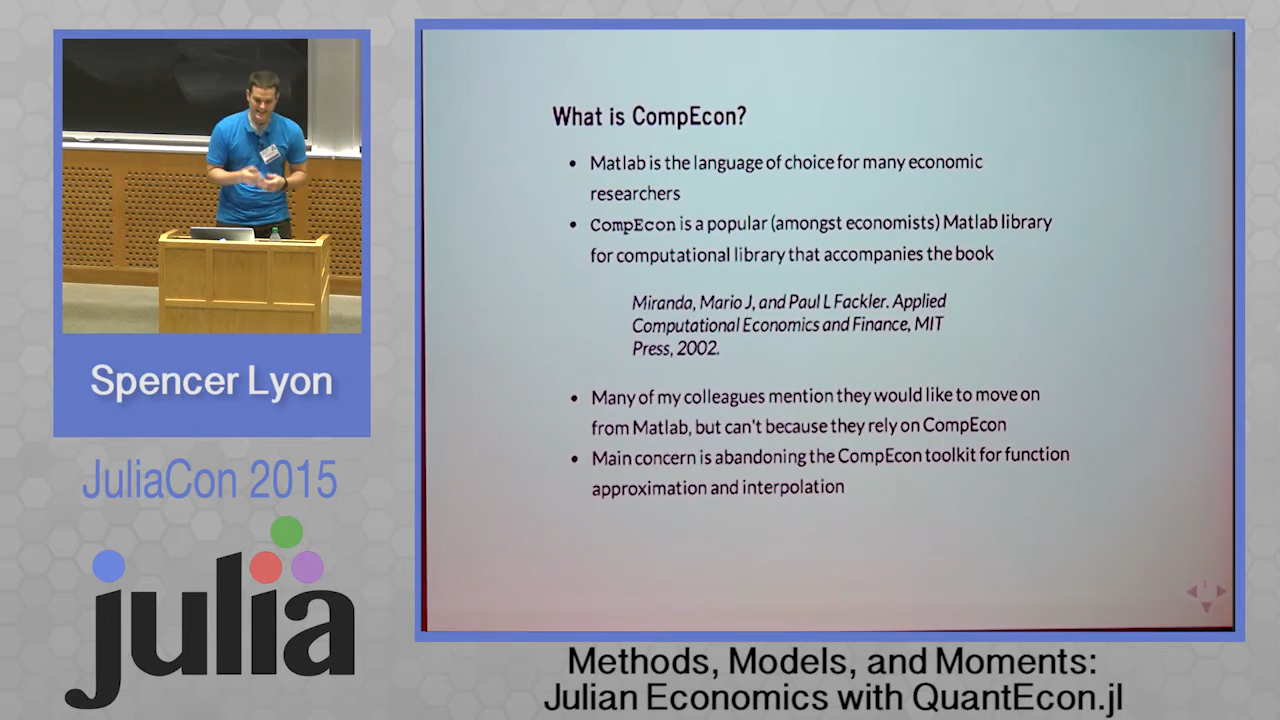 What is CompEcon?
• Matlab is the language of choice for many economic
researchers
• CompEcon is a popular (amongst economists) Matlab library
for computational library that accompanies the book
Miranda, Mario J, and Paul L Fackler. Applied
Computational Economics and Finance, MIT
Press, 2002.
• Many of my colleagues mention they would like to move on
from Matlab, but can't because they rely on CompEcon
• Main concern is abandoning the CompEcon toolkit for function
approximation and interpolation
Spencer Lyon
JuliaCon 2015
julia
Methods, Models, and Moments:
Julian Economics with QuantEcon.jl